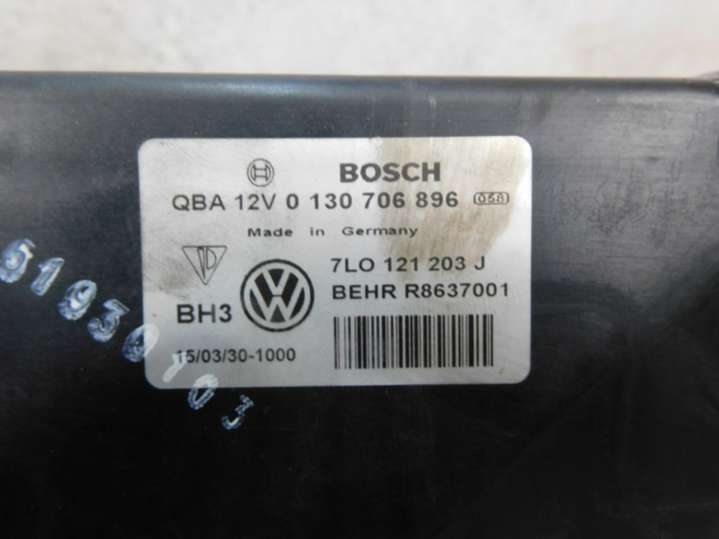 BOSCH
QBA 12V 0 130 706 896 058
Made in Germany
7LO 121 203 J
BEHR R8637001
BH3
15/03/30-1000